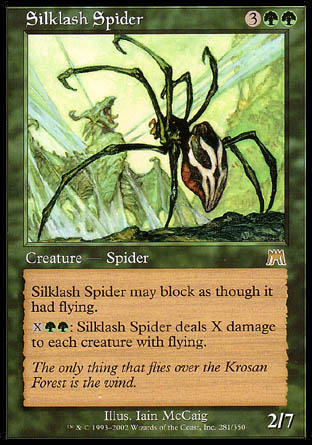 Silklash Spider 3
Creature — Spider
Silklash Spider may block as though it
had flying.
X: Silklash Spider deals X damage
to each creature with flying.
The only thing that flies over the Krosan
Forest is the wind.
Illus. Iain McCaig
™ & © 1993–2002 Wizards of the Coast, Inc. 281/350
2/7